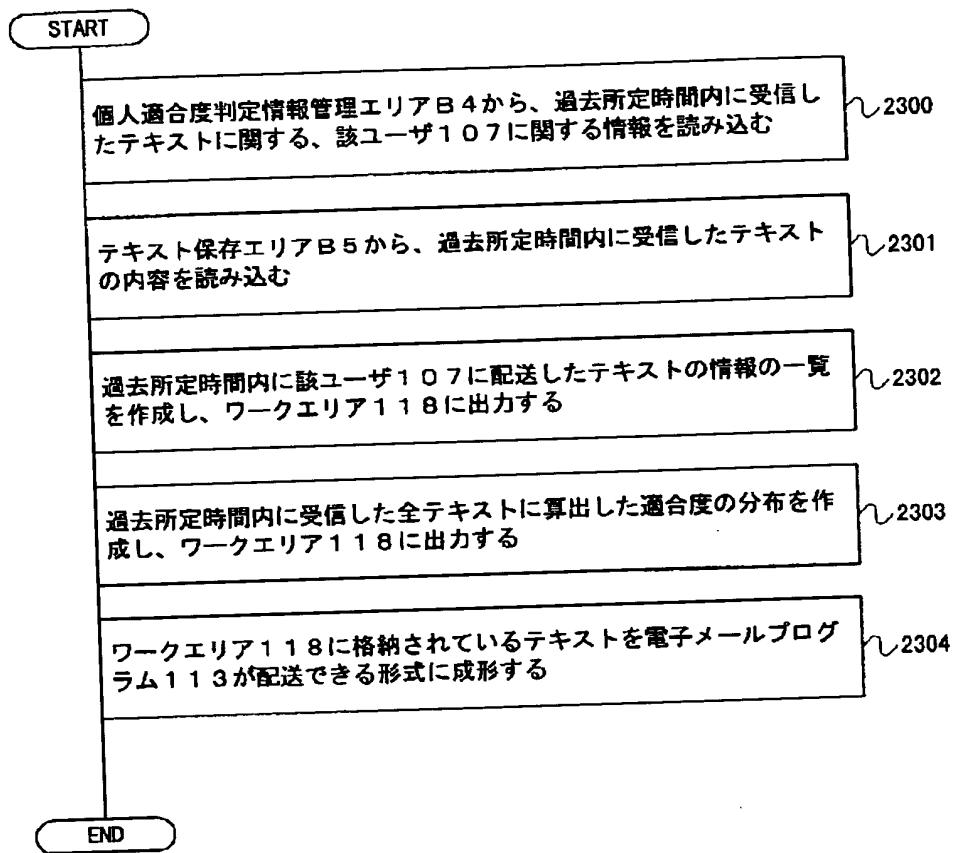 START
個人適合度判定情報管理エリアB4から、過去所定時間内に受信し
たテキストに関する、該ユーザ107に関する情報を読み込む
2300
テキスト保存エリアB5から、過去所定時間内に受信したテキスト
の内容を読み込む
2301
過去所定時間内に該ユーザ107に配送したテキストの情報の一覧
を作成し、ワークエリア118に出力する
2302
過去所定時間内に受信した全テキストに算出した適合度の分布を作
成し、ワークエリア118に出力する
2303
ワークエリア118に格納されているテキストを電子メールプログ
ラム113が配送できる形式に成形する
2304
END